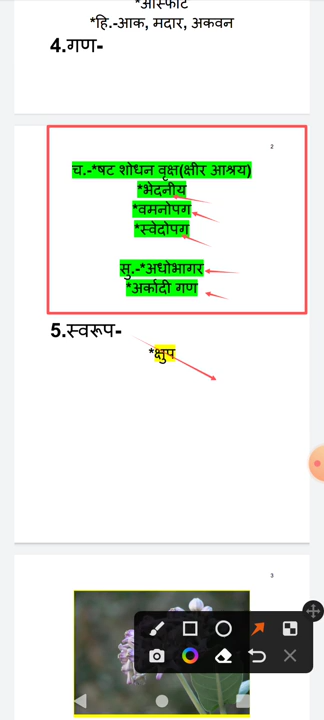 *आस्फोट
*हि.-आक, मदार, अकवन
4.गण-
2
च.-*षट शोधन वृक्ष(क्षीर आश्रय)
*भेदनीय
*वमनोपग
*स्वेदोपग
सु.-*अधोभागर
*अर्कादी गण
5.स्वरूप-
*क्षुप
3